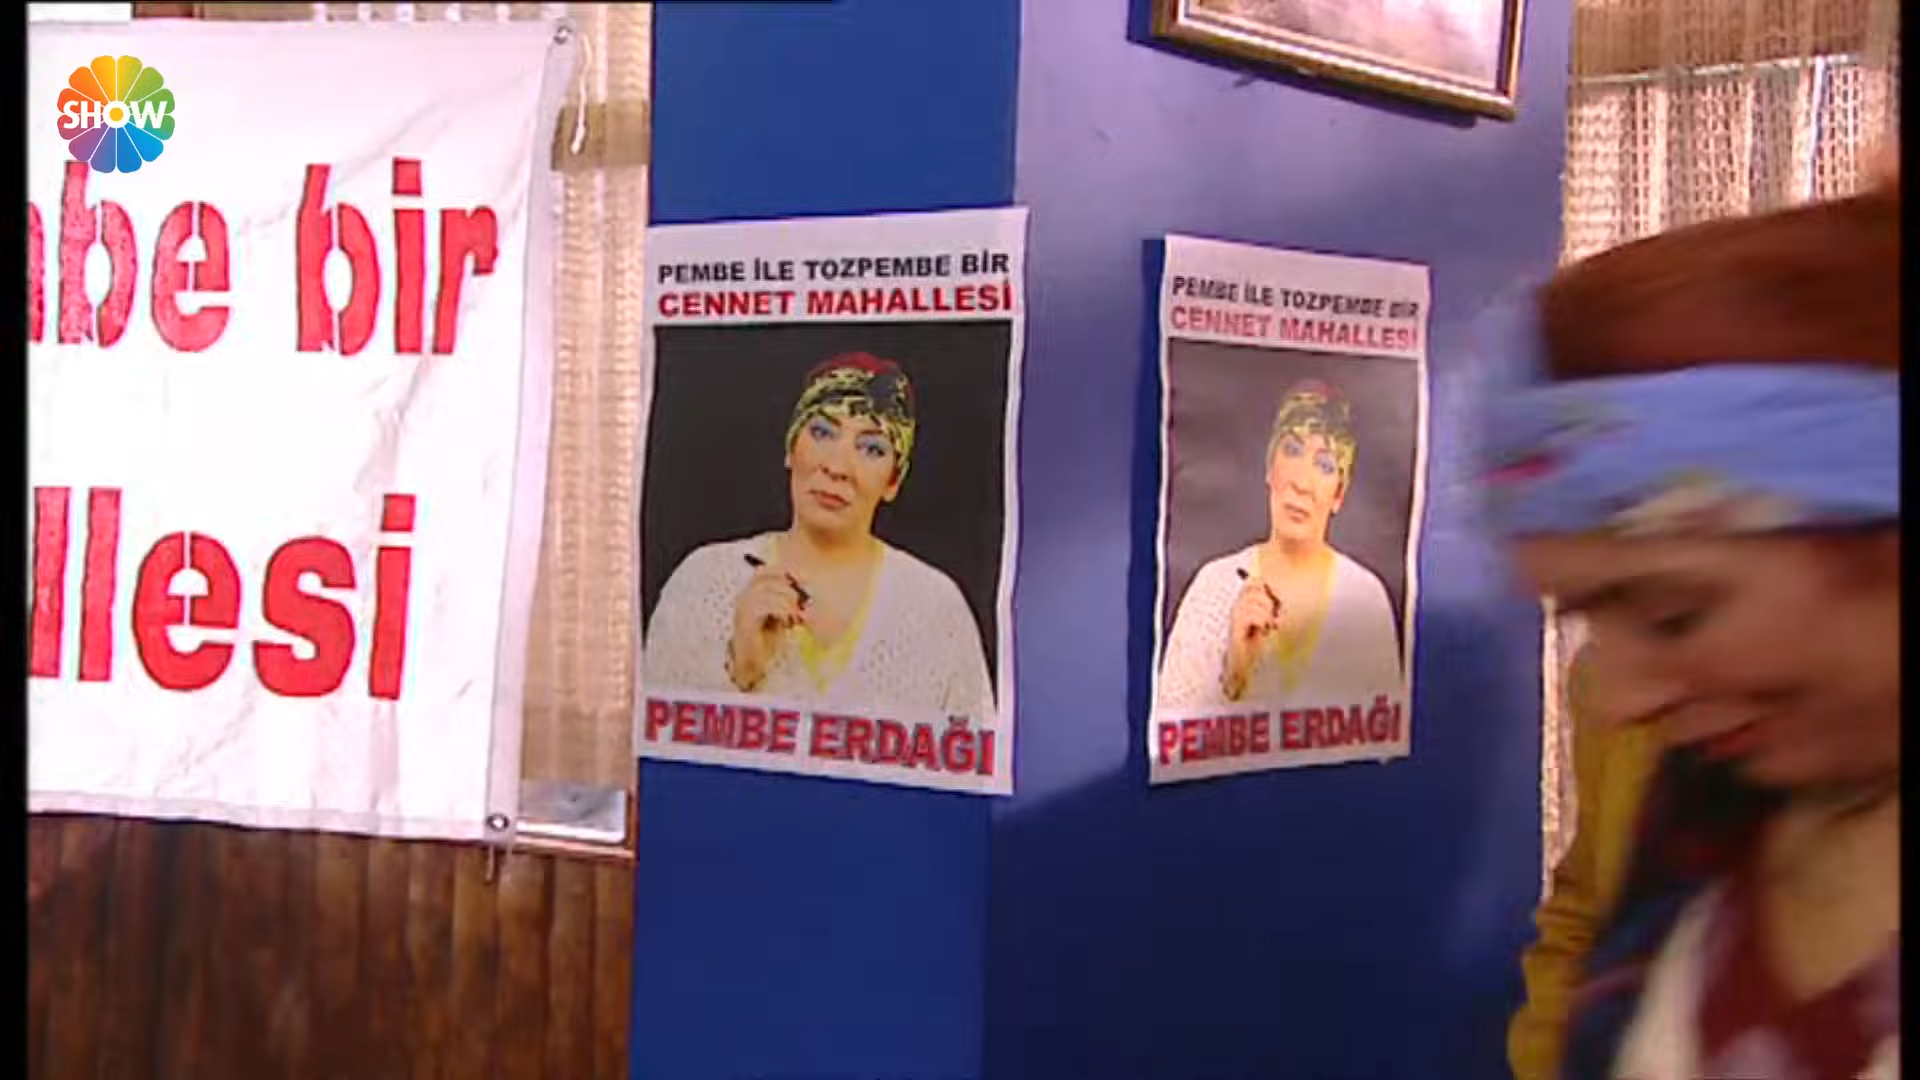 SHOW
be bir
llesi
PEMBE İLE TOZPEMBE BİR
CENNET MAHALLESİ
PEMBE ERDAĞI
PEMBE İLE TOZPEMBE BİR
CENNET MAHALLESİ
PEMBE ERDAĞI